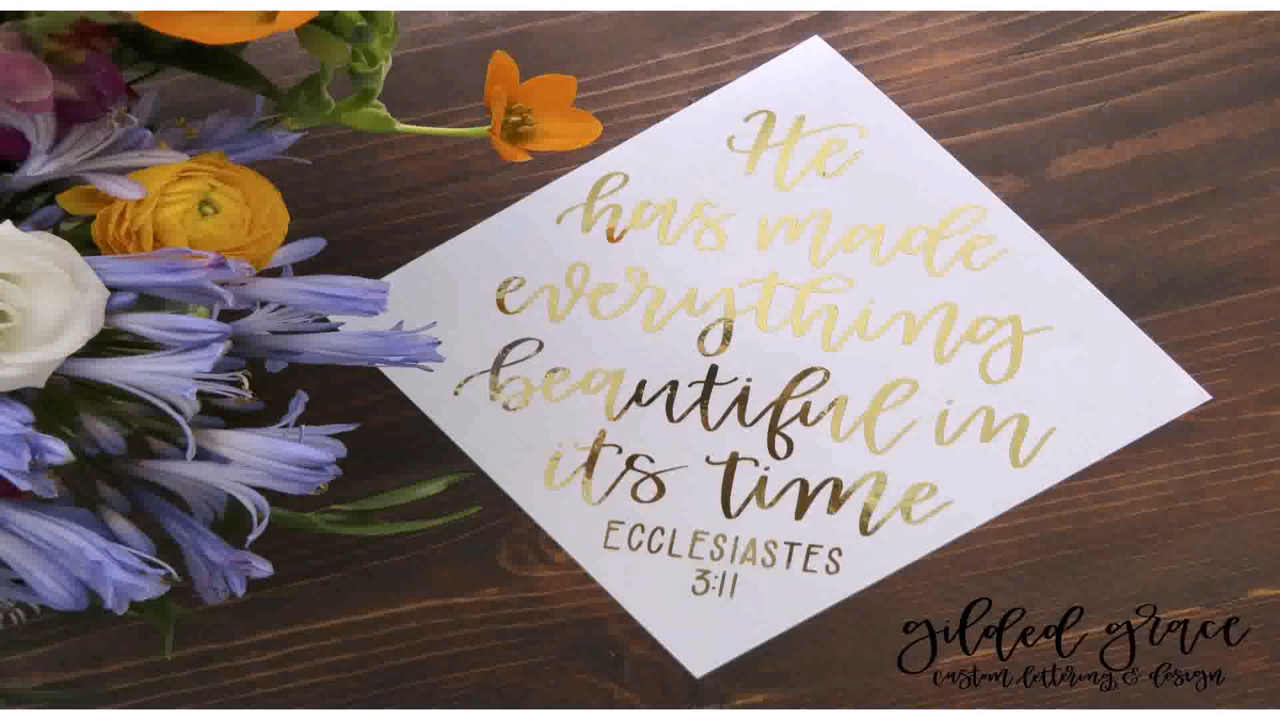 He
has made
everything
beautiful in
its time
ECCLESIASTES
3:11
gilded grace
custom lettering & design